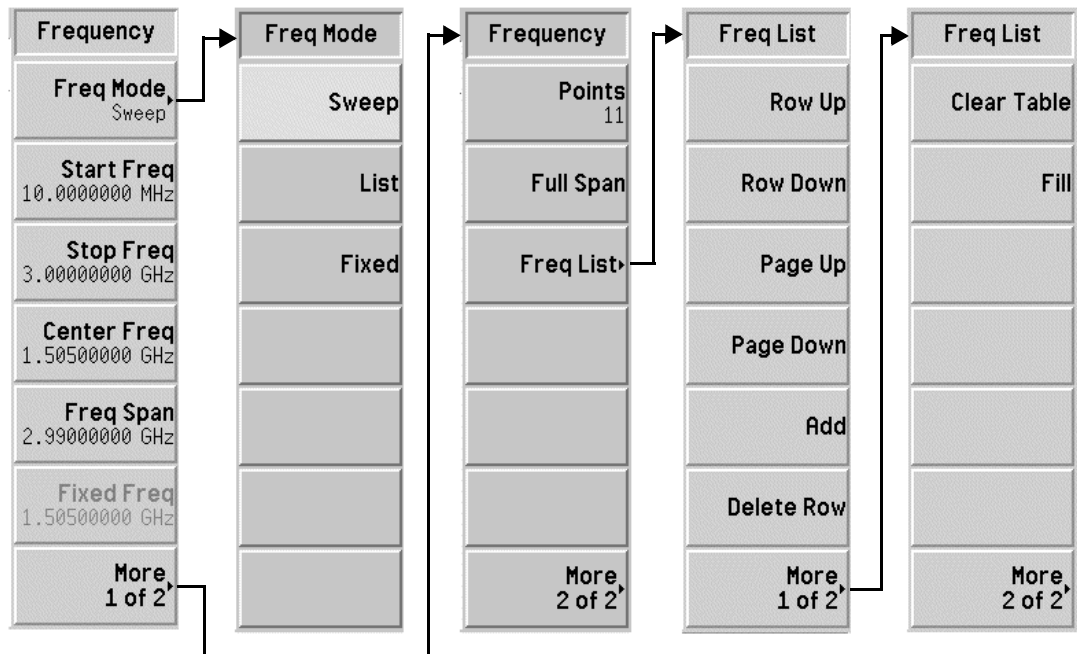 Frequency
Freq Mode
Sweep
Start Freq
10.0000000 MHz
Stop Freq
3.00000000 GHz
Center Freq
1.50500000 GHz
Freq Span
2.99000000 GHz
Fixed Freq
1.50500000 GHz
More
1 of 2
Freq Mode
Sweep
List
Fixed
Frequency
Points
11
Full Span
Freq List
More
2 of 2
Freq List
Row Up
Row Down
Page Up
Page Down
Add
Delete Row
More
1 of 2
Freq List
Clear Table
Fill
More
2 of 2